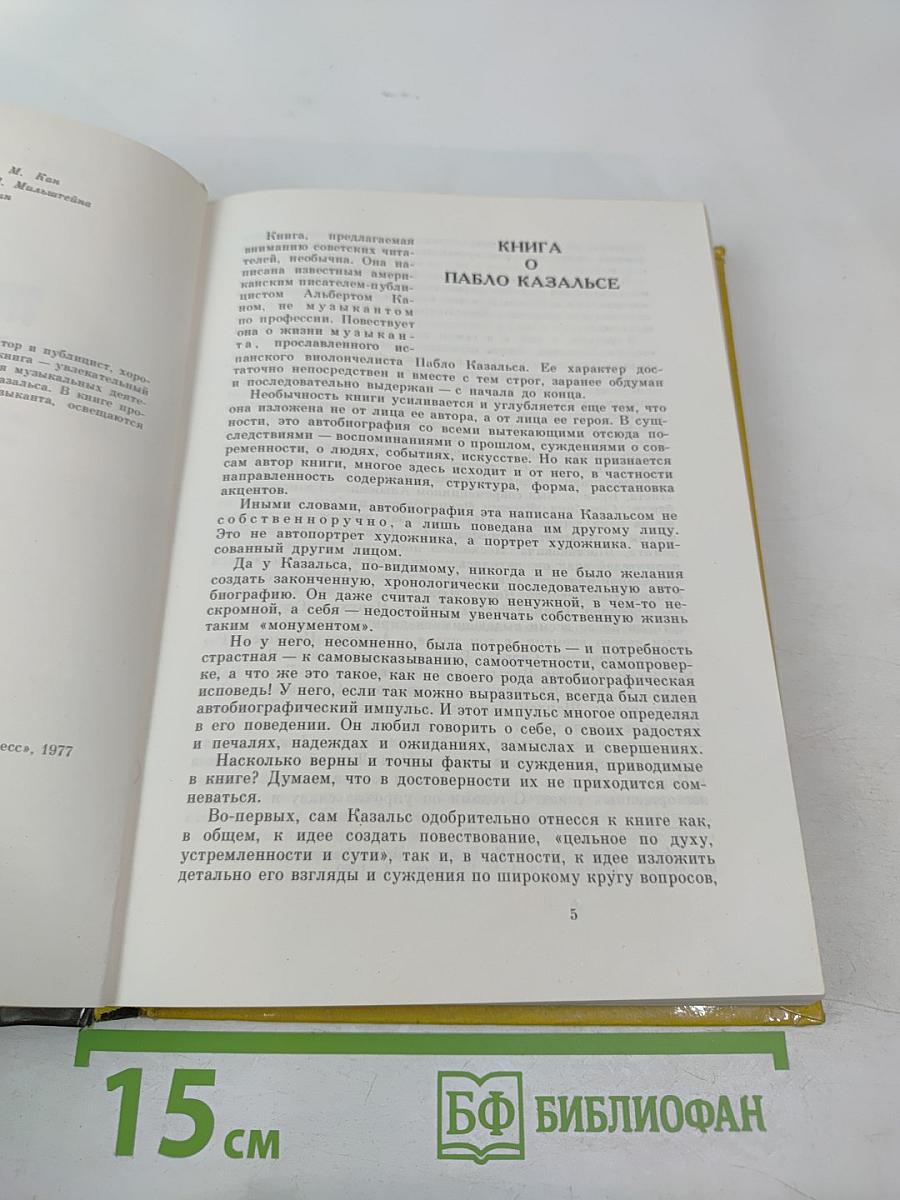 М. Кан
Мильштейна
тор и публицист, хоро-
книга — увлекательный
я музыкальных деяте-
азальса. В книге про-
зыканта, освещаются
есс», 1977
КНИГА
О
ПАБЛО КАЗАЛЬСЕ
Книга, предлагаемая
вниманию советских чита-
телей, необычна. Она на-
писана известным амери-
канским писателем-публи-
цистом Альбертом Ка-
ном, не музыкантом
по профессии. Повествует
она о жизни музыкан-
та, прославленного ис-
панского виолончелиста Пабло Казальса. Ее характер дос-
таточно непосредствен и вместе с тем строг, заранее обдуман
и последовательно выдержан — с начала до конца.
Необычность книги усиливается и углубляется еще тем, что
она изложена не от лица ее автора, а от лица ее героя. В сущ-
ности, это автобиография со всеми вытекающими отсюда по-
следствиями — воспоминаниями о прошлом, суждениями о сов-
ременности, о людях, событиях, искусстве. Но как признается
сам автор книги, многое здесь исходит и от него, в частности
направленность содержания, структура, форма, расстановка
акцентов.
Иными словами, автобиография эта написана Казальсом не
собственноручно, а лишь поведана им другому лицу.
Это не автопортрет художника, а портрет художника. нари-
сованный другим лицом.
Да у Казальса, по-видимому, никогда и не было желания
создать законченную, хронологически последовательную авто-
биографию. Он даже считал таковую ненужной, в чем-то не-
скромной, а себя — недостойным увенчать собственную жизнь
таким «монументом».
Но у него, несомненно, была потребность — и потребность
страстная — к самовысказыванию, самоотчетности, самопровер-
ке, а что же это такое, как не своего рода автобиографическая
исповедь! У него, если так можно выразиться, всегда был силен
автобиографический импульс. И этот импульс многое определял
в его поведении. Он любил говорить о себе, о своих радостях
и печалях, надеждах и ожиданиях, замыслах и свершениях.
Насколько верны и точны факты и суждения, приводимые
в книге? Думаем, что в достоверности их не приходится сом-
неваться.
Во-первых, сам Казальс одобрительно отнесся к книге как,
в общем, к идее создать повествование, «цельное по духу,
устремленности и сути», так и, в частности, к идее изложить
детально его взгляды и суждения по широкому кругу вопросов,
5
15 см
БФ БИБЛИОФАН